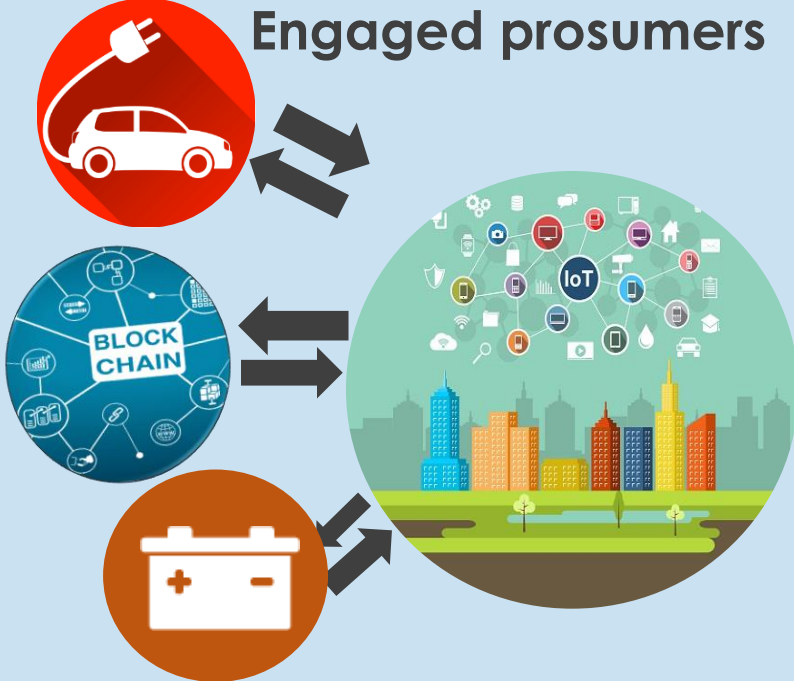 Engaged prosumers
IoT
BLOCK
CHAIN
+ -